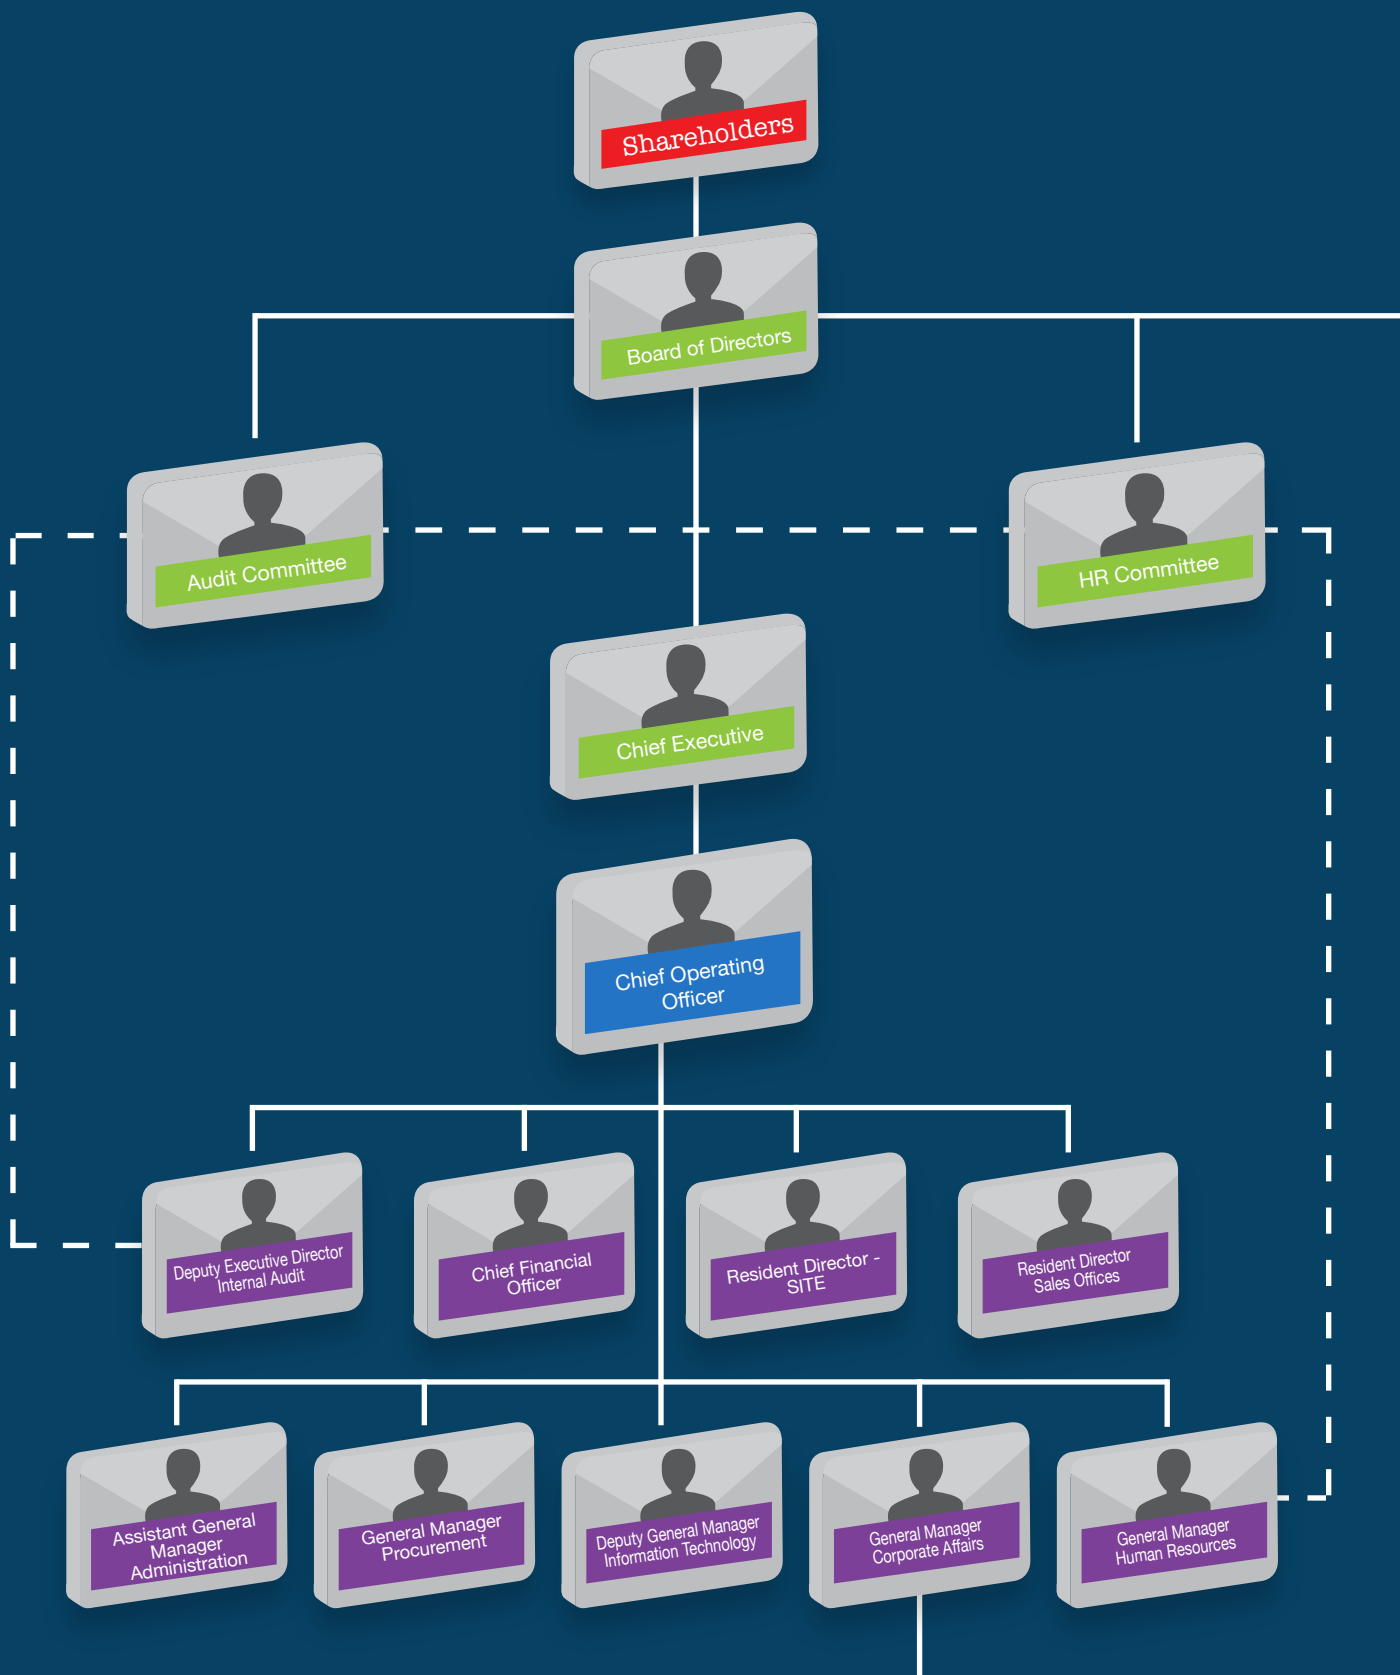 Shareholders
Board of Directors
Audit Committee
HR Committee
Chief Executive
Chief Operating
Officer
Deputy Executive Director
Internal Audit
Chief Financial
Officer
Resident Director -
SITE
Resident Director
Sales Offices
Assistant General
Manager
Administration
General Manager
Procurement
Deputy General Manager
Information Technology
General Manager
Corporate Affairs
General Manager
Human Resources